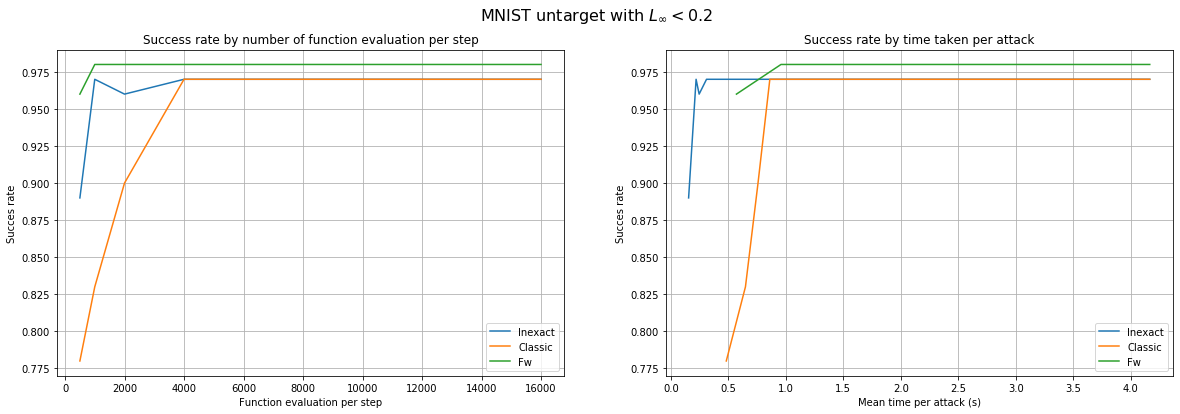 MNIST untarget with L∞ < 0.2
Success rate by number of function evaluation per step
0.975
0.950
0.925
0.900
0.875
0.850
0.825
0.800
0.775
Succes rate
0 2000 4000 6000 8000 10000 12000 14000 16000
Function evaluation per step
Inexact
Classic
Fw
Success rate by time taken per attack
0.975
0.950
0.925
0.900
0.875
0.850
0.825
0.800
0.775
Succes rate
0.0 0.5 1.0 1.5 2.0 2.5 3.0 3.5 4.0
Mean time per attack (s)
Inexact
Classic
Fw